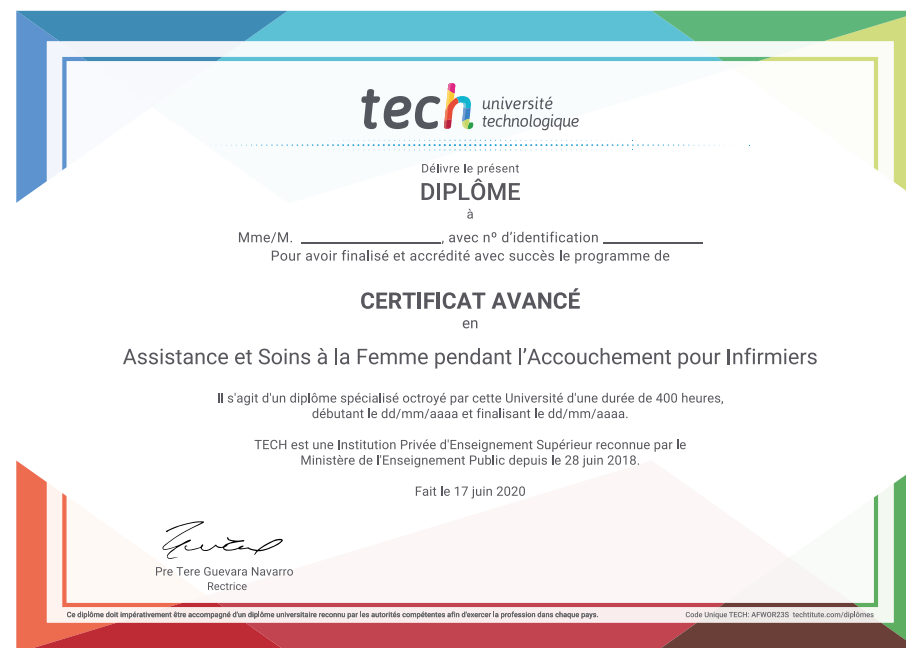 tech université
technologique
Délivre le présent
DIPLÔME
à
Mme/M. ____________________, avec nº d'identification ______________
Pour avoir finalisé et accrédité avec succès le programme de
CERTIFICAT AVANCÉ
en
Assistance et Soins à la Femme pendant l'Accouchement pour Infirmiers
Il s'agit d'un diplôme spécialisé octroyé par cette Université d'une durée de 400 heures,
débutant le dd/mm/aaaa et finalisant le dd/mm/aaaa.
TECH est une Institution Privée d'Enseignement Supérieur reconnue par le
Ministère de l'Enseignement Public depuis le 28 juin 2018.
Fait le 17 juin 2020
Pre Tere Guevara Navarro
Rectrice
Ce diplôme doit impérativement être accompagné d'un diplôme universitaire reconnu par les autorités compétentes afin d'exercer la profession dans chaque pays.
Code Unique TECH: AFWOR23S techtitute.com/diplômes